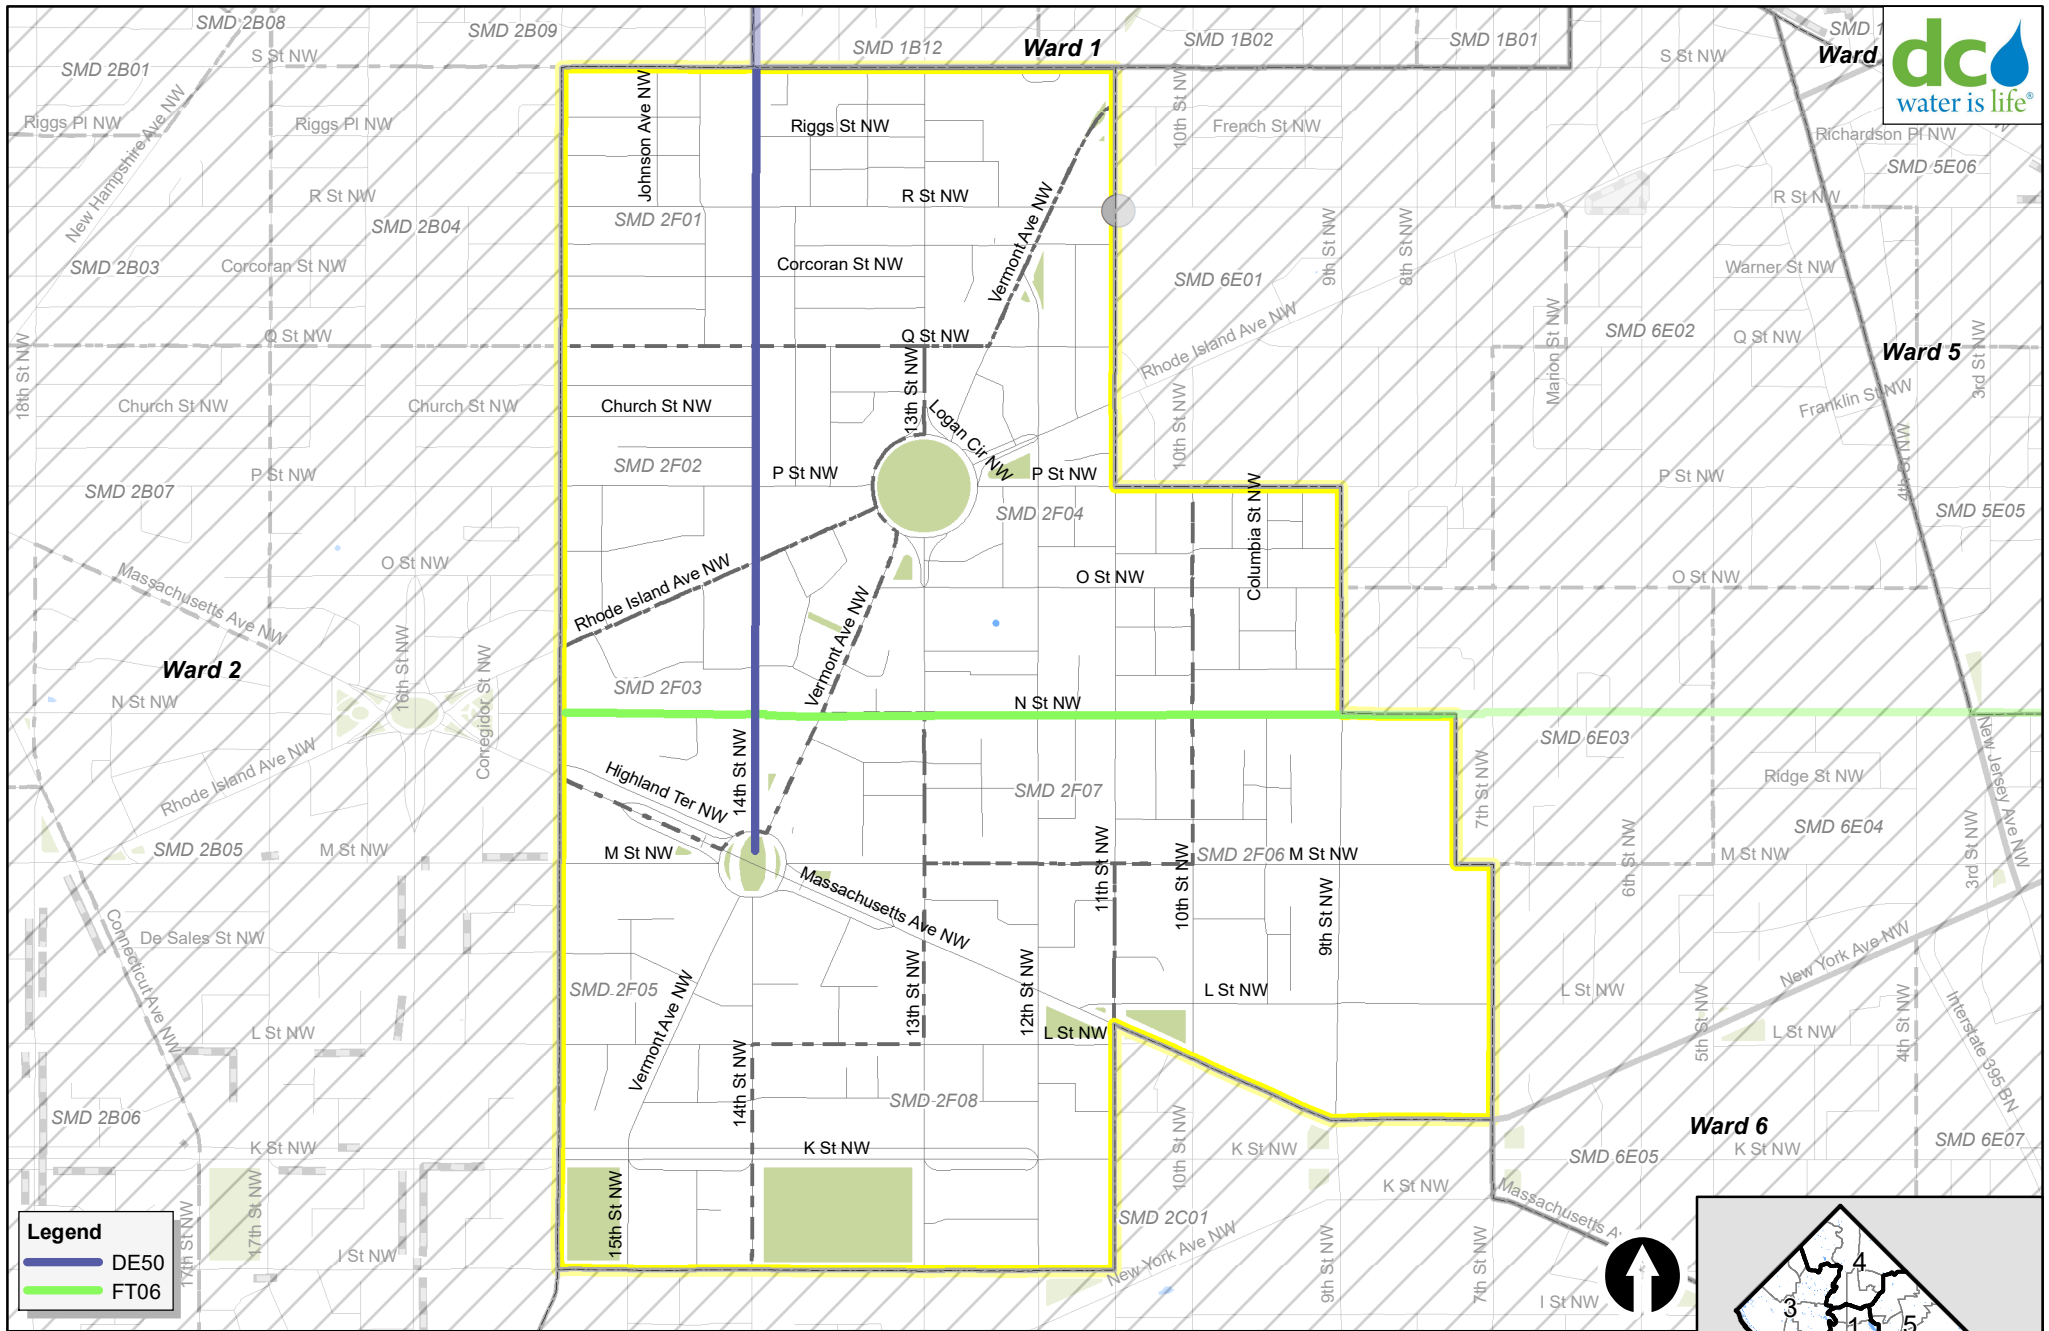 SMD 2B08
SMD 2B09
SMD 1B12
Ward 1
SMD 1B02
SMD 1B01
SMD 1
Ward
dc
water is life®
S St NW
S St NW
SMD 2B01
New Hampshire Ave NW
Riggs Pl NW
Riggs Pl NW
Johnson Ave NW
Riggs St NW
10th St NW
French St NW
Richardson Pl NW
SMD 5E06
R St NW
R St NW
R St NW
SMD 2B04
SMD 2F01
Vermont Ave NW
9th St NW
8th St NW
SMD 2B03
Corcoran St NW
Corcoran St NW
SMD 6E01
Warner St NW
18th St NW
Q St NW
Q St NW
Rhode Island Ave NW
Marion St NW
SMD 6E02
Q St NW
Ward 5
3rd St NW
Church St NW
Church St NW
Church St NW
13th St NW
Logan Cir NW
10th St NW
Franklin St NW
4th St NW
SMD 2B07
P St NW
SMD 2F02
P St NW
P St NW
P St NW
SMD 2F04
Columbia St NW
SMD 5E05
Massachusetts Ave NW
O St NW
Rhode Island Ave NW
O St NW
O St NW
Ward 2
16th St NW
Corregidor St NW
Vermont Ave NW
N St NW
SMD 2F03
N St NW
SMD 6E03
New Jersey Ave NW
Rhode Island Ave NW
Highland Ter NW
14th St NW
SMD 2F07
7th St NW
Ridge St NW
SMD 2B05
M St NW
M St NW
Massachusetts Ave NW
11th St NW
10th St NW
SMD 2F06
M St NW
9th St NW
6th St NW
SMD 6E04
M St NW
3rd St NW
Connecticut Ave NW
De Sales St NW
New York Ave NW
SMD 2F05
Vermont Ave NW
13th St NW
12th St NW
L St NW
L St NW
L St NW
L St NW
5th St NW
L St NW
4th St NW
Interstate 395 BN
14th St NW
SMD 2B06
SMD 2F08
10th St NW
Ward 6
K St NW
K St NW
K St NW
SMD 6E05
K St NW
SMD 6E07
17th St NW
17th St NW
15th St NW
SMD 2C01
K St NW
Massachusetts A
I St NW
New York Ave NW
9th St NW
7th St NW
I St NW
Legend
DE50
FT06
4
3
1
5